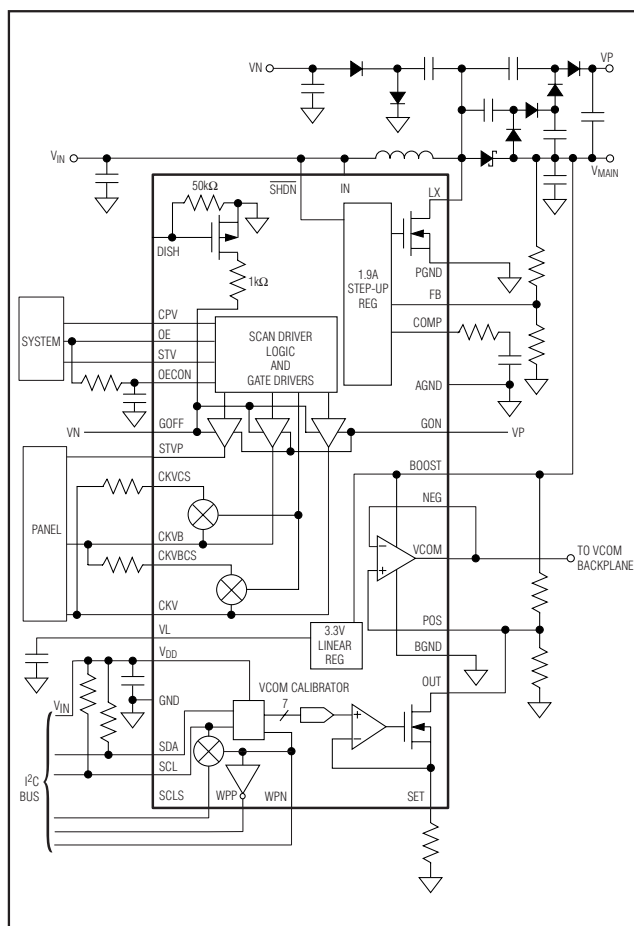 VN
VP
VIN
VMAIN
50kΩ
SHDN
IN
LX
DISH
1kΩ
1.9A
STEP-UP
REG
PGND
FB
COMP
SYSTEM
CPV
OE
STV
OECON
SCAN DRIVER
LOGIC
AND
GATE DRIVERS
AGND
VN
GOFF
GON
VP
STVP
BOOST
PANEL
CKVCS
NEG
CKVB
VCOM
TO VCOM
BACKPLANE
CKVBCS
CKV
POS
VL
3.3V
LINEAR
REG
BGND
VDD
OUT
VIN
GND
VCOM CALIBRATOR
7
I2C
BUS
SDA
SCL
SCLS
WPP
WPN
SET
+
−
−
+